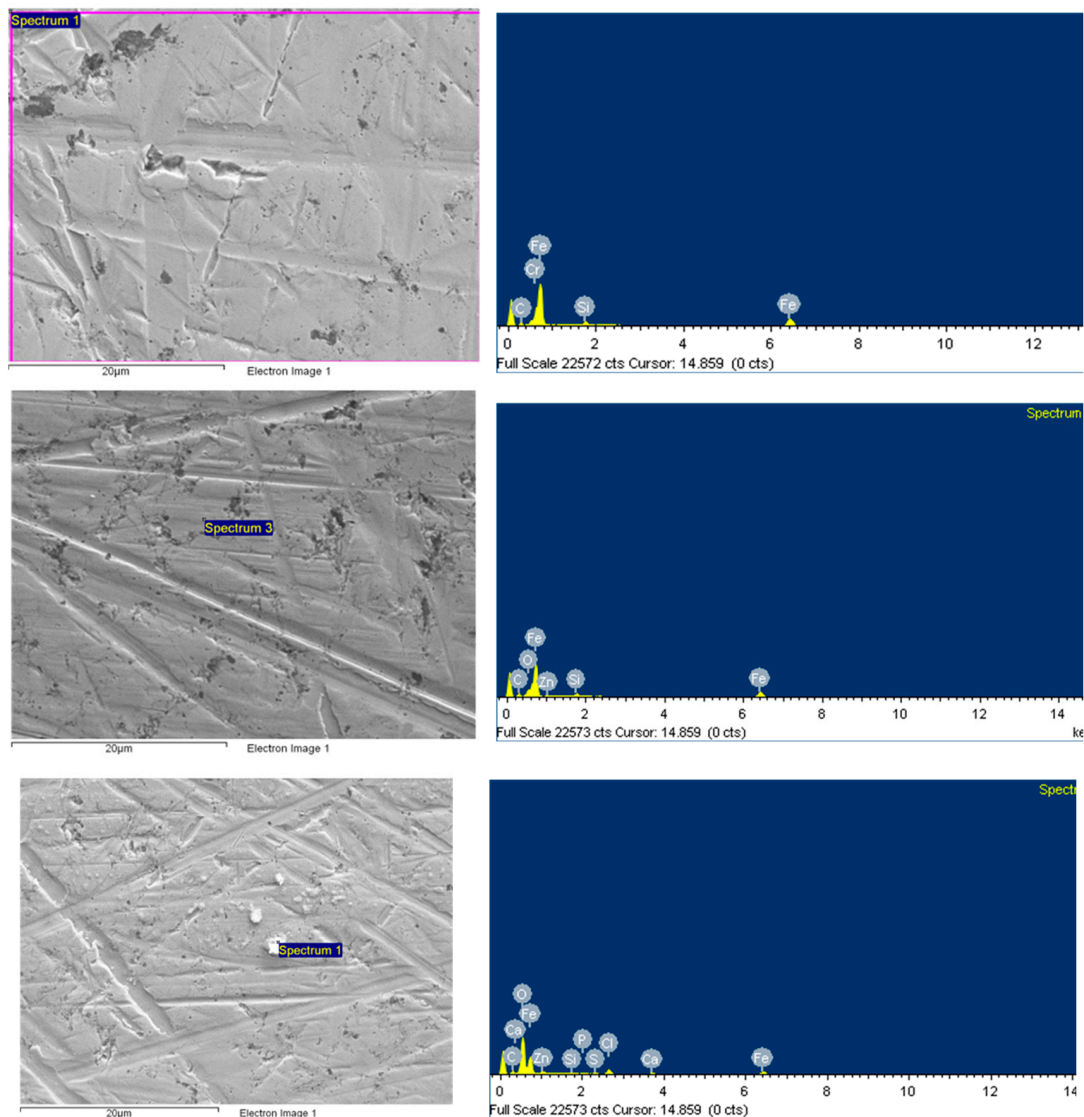 Spectrum 1
20µm Electron Image 1
Fe
Cr
C Si Fe
0 2 4 6 8 10 12
Full Scale 22572 cts Cursor: 14.859 (0 cts)
Spectrum 3
20µm Electron Image 1
Spectrum
Fe
O
C Zn Si Fe
0 2 4 6 8 10 12 14
Full Scale 22573 cts Cursor: 14.859 (0 cts) ke
Spectrum 1
20µm Electron Image 1
Spectr
O
Fe
Ca P Cl
C Zn Si S Ca Fe
0 2 4 6 8 10 12 14
Full Scale 22573 cts Cursor: 14.859 (0 cts)